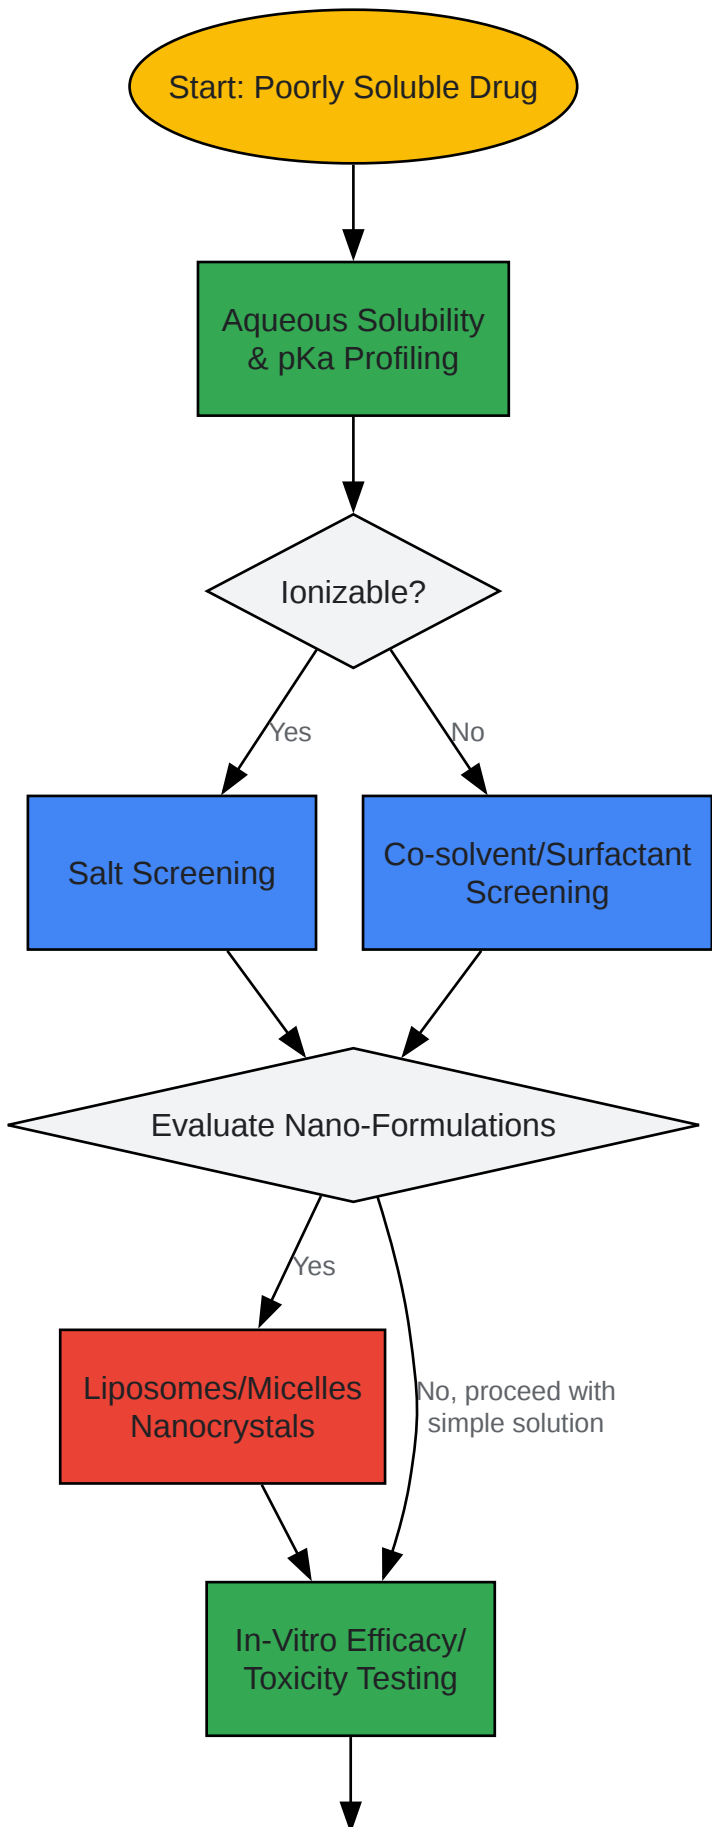 Start: Poorly Soluble Drug
Aqueous Solubility
& pKa Profiling
Ionizable?
Yes
No
Salt Screening
Co-solvent/Surfactant
Screening
Evaluate Nano-Formulations
Yes
Liposomes/Micelles
Nanocrystals
No, proceed with
simple solution
In-Vitro Efficacy/
Toxicity Testing